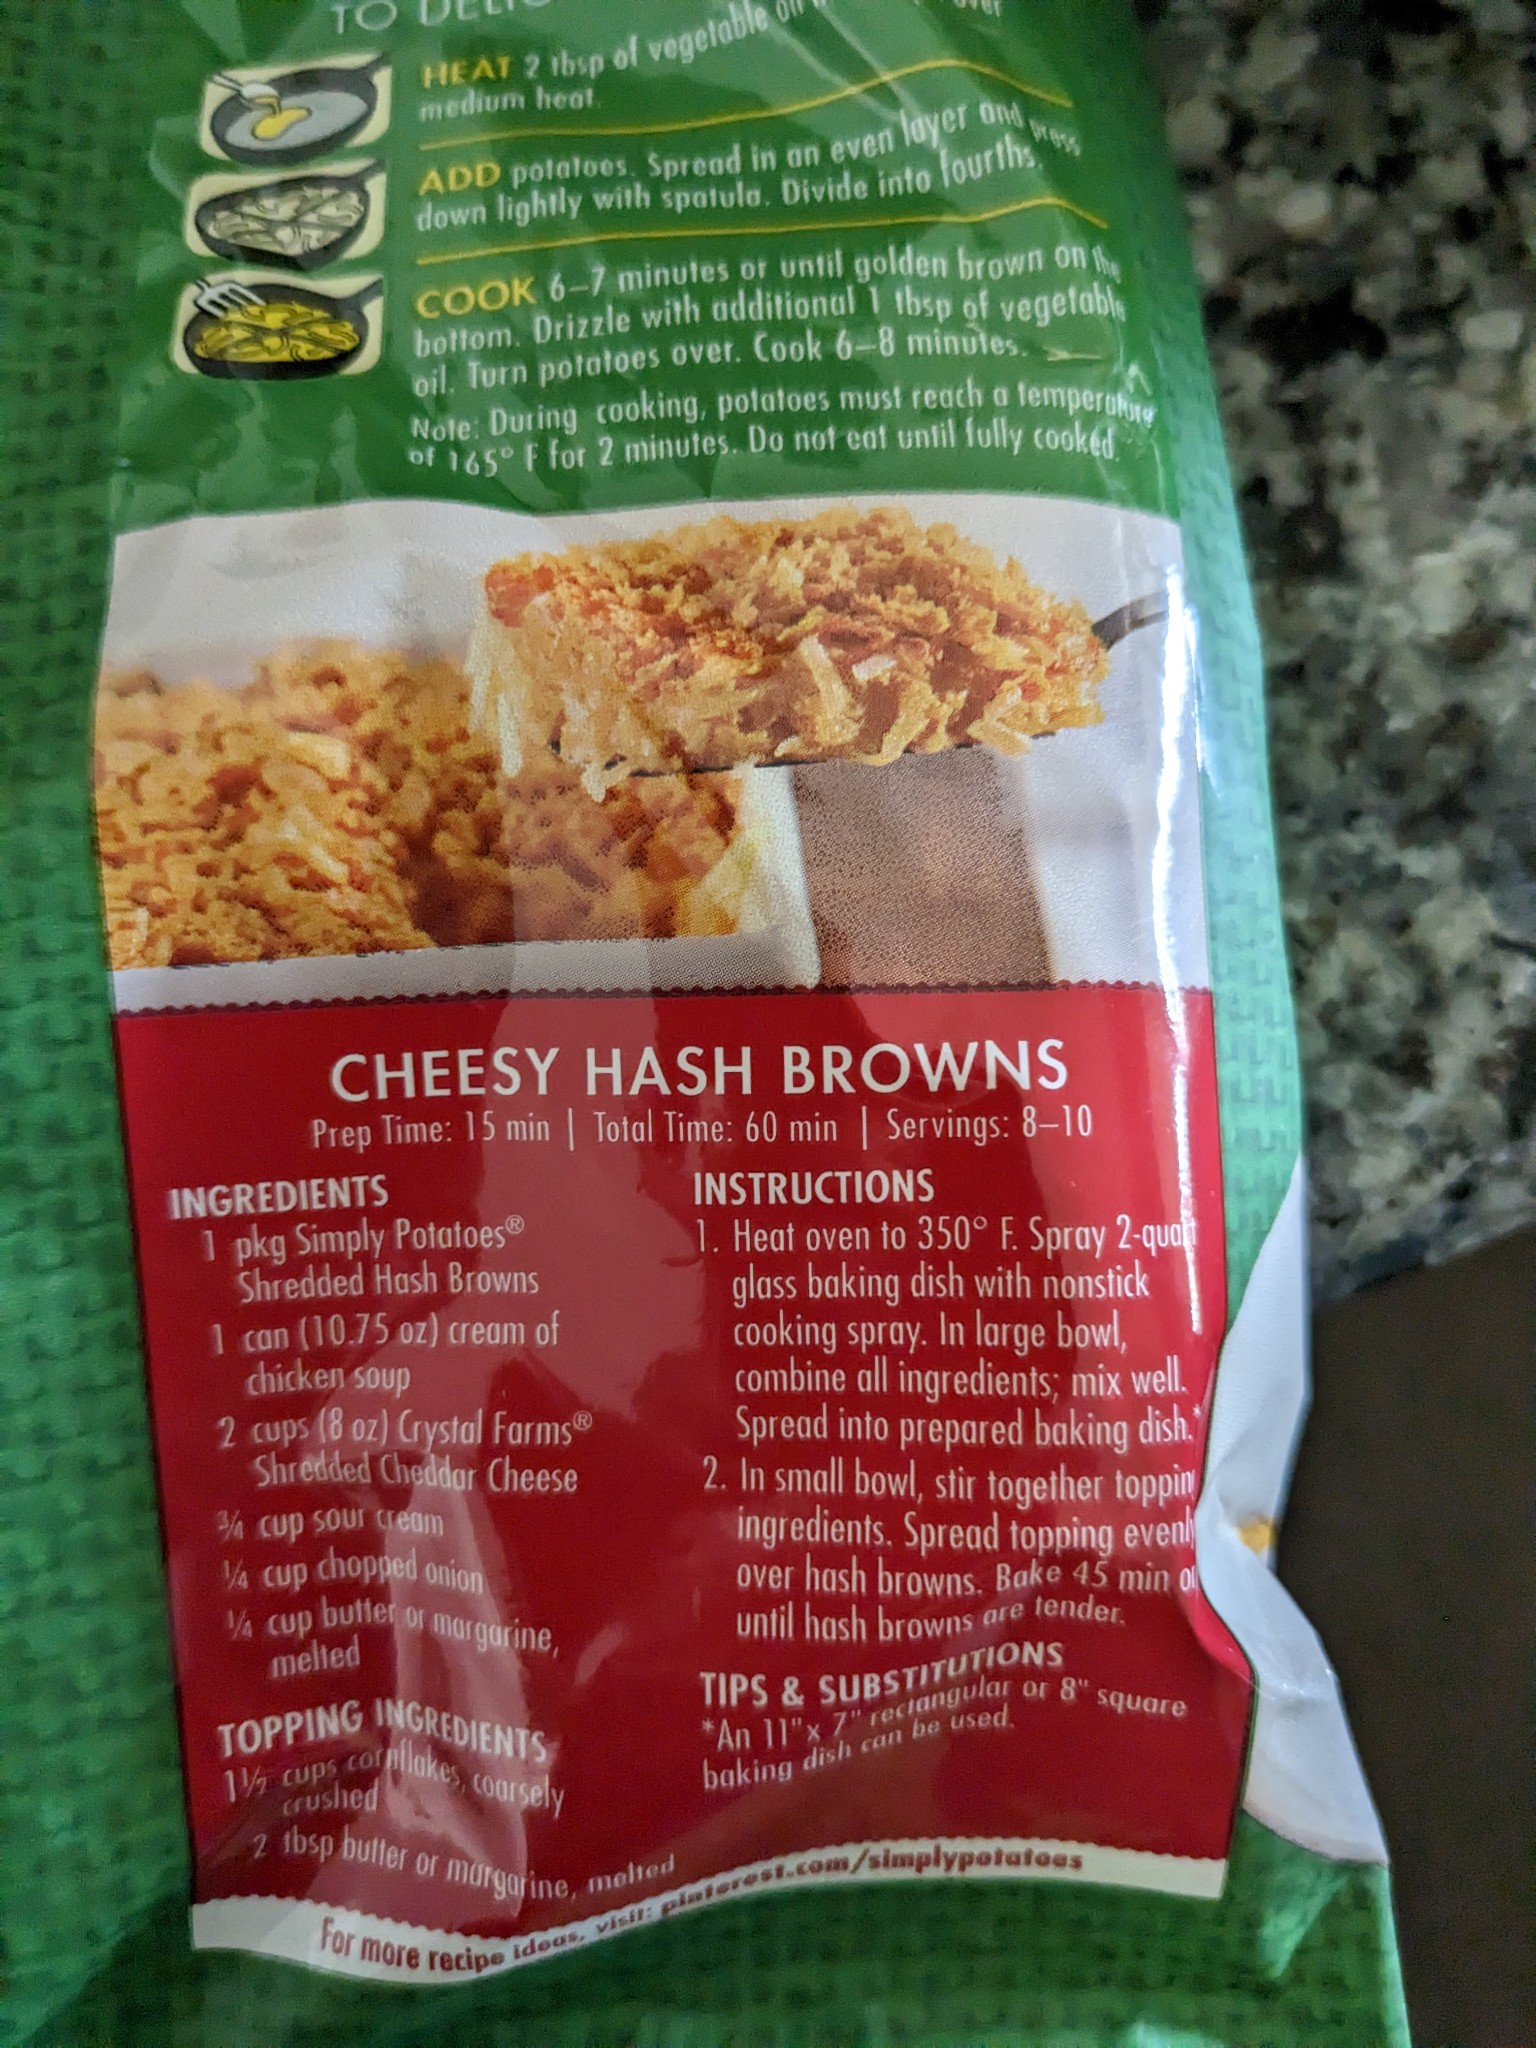 TO
HEAT 2 tbsp of vegetable oil over
medium heat.
ADD potatoes. Spread in an even layer and press
down lightly with spatula. Divide into fourths.
COOK 6–7 minutes or until golden brown on the
bottom. Drizzle with additional 1 tbsp of vegetable
oil. Turn potatoes over. Cook 6–8 minutes.
Note: During cooking, potatoes must reach a temperature
of 165° F for 2 minutes. Do not eat until fully cooked.
CHEESY HASH BROWNS
Prep Time: 15 min | Total Time: 60 min | Servings: 8–10
INGREDIENTS
1 pkg Simply Potatoes®
Shredded Hash Browns
1 can (10.75 oz) cream of
chicken soup
2 cups (8 oz) Crystal Farms®
Shredded Cheddar Cheese
¾ cup sour cream
¼ cup chopped onion
¼ cup butter or margarine,
melted
TOPPING INGREDIENTS
1½ cups cornflakes, coarsely
crushed
2 tbsp butter or margarine, melted
INSTRUCTIONS
1. Heat oven to 350° F. Spray 2-quart
glass baking dish with nonstick
cooking spray. In large bowl,
combine all ingredients; mix well.
Spread into prepared baking dish.*
2. In small bowl, stir together topping
ingredients. Spread topping evenly
over hash browns. Bake 45 min or
until hash browns are tender.
TIPS & SUBSTITUTIONS
*An 11"x 7" rectangular or 8" square
baking dish can be used.
For more recipe ideas, visit: pinterest.com/simplypotatoes